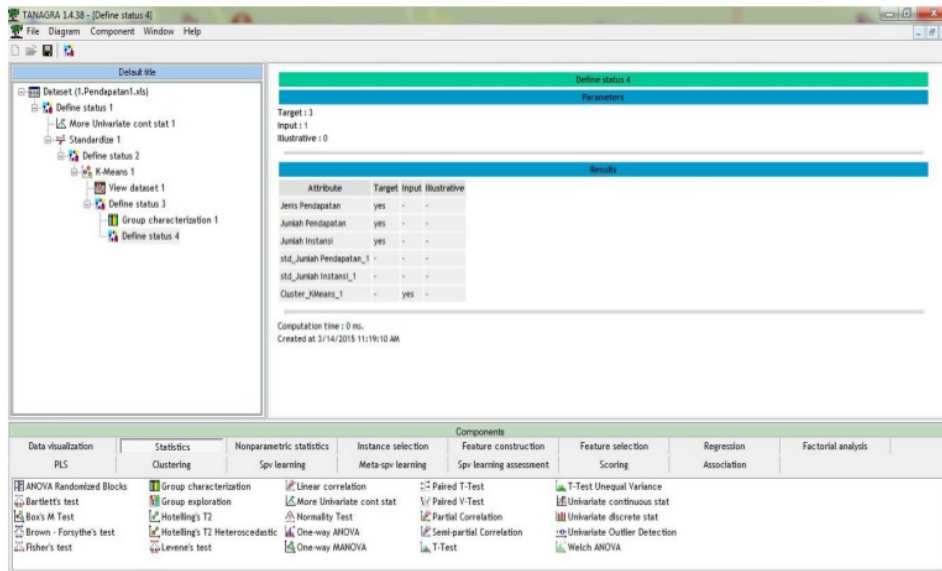 TANAGRA 1.4.38 - [Define status 4]
File Diagram Component Window Help
Default title
Dataset (1.Pendapatan1.xls)
Define status 1
More Univariate cont stat 1
Standardize 1
Define status 2
K-Means 1
View dataset 1
Define status 3
Group characterization 1
Define status 4
Define status 4
Parameters
Target : 3
Input : 1
Illustrative : 0
Results
Attribute Target Input Illustrative
Jenis Pendapatan yes - -
Jumlah Pendapatan yes - -
Jumlah Instansi yes - -
std_Jumlah Pendapatan_1 - - -
std_Jumlah Instansi_1 - - -
Cluster_KMeans_1 - yes -
Computation time : 0 ms.
Created at 3/14/2015 11:19:10 AM
Components
Data visualization Statistics Nonparametric statistics Instance selection Feature construction Feature selection Regression Factorial analysis
PLS Clustering Spv learning Meta-spv learning Spv learning assessment Scoring Association
ANOVA Randomized Blocks Group characterization Linear correlation Paired T-Test T-Test Unequal Variance
Bartlett's test Group exploration More Univariate cont stat Paired V-Test Univariate continuous stat
Box's M Test Hotelling's T2 Normality Test Partial Correlation Univariate discrete stat
Brown - Forsythe's test Hotelling's T2 Heteroscedastic One-way ANOVA Semi-partial Correlation Univariate Outlier Detection
Fisher's test Levene's test One-way MANOVA T-Test Welch ANOVA